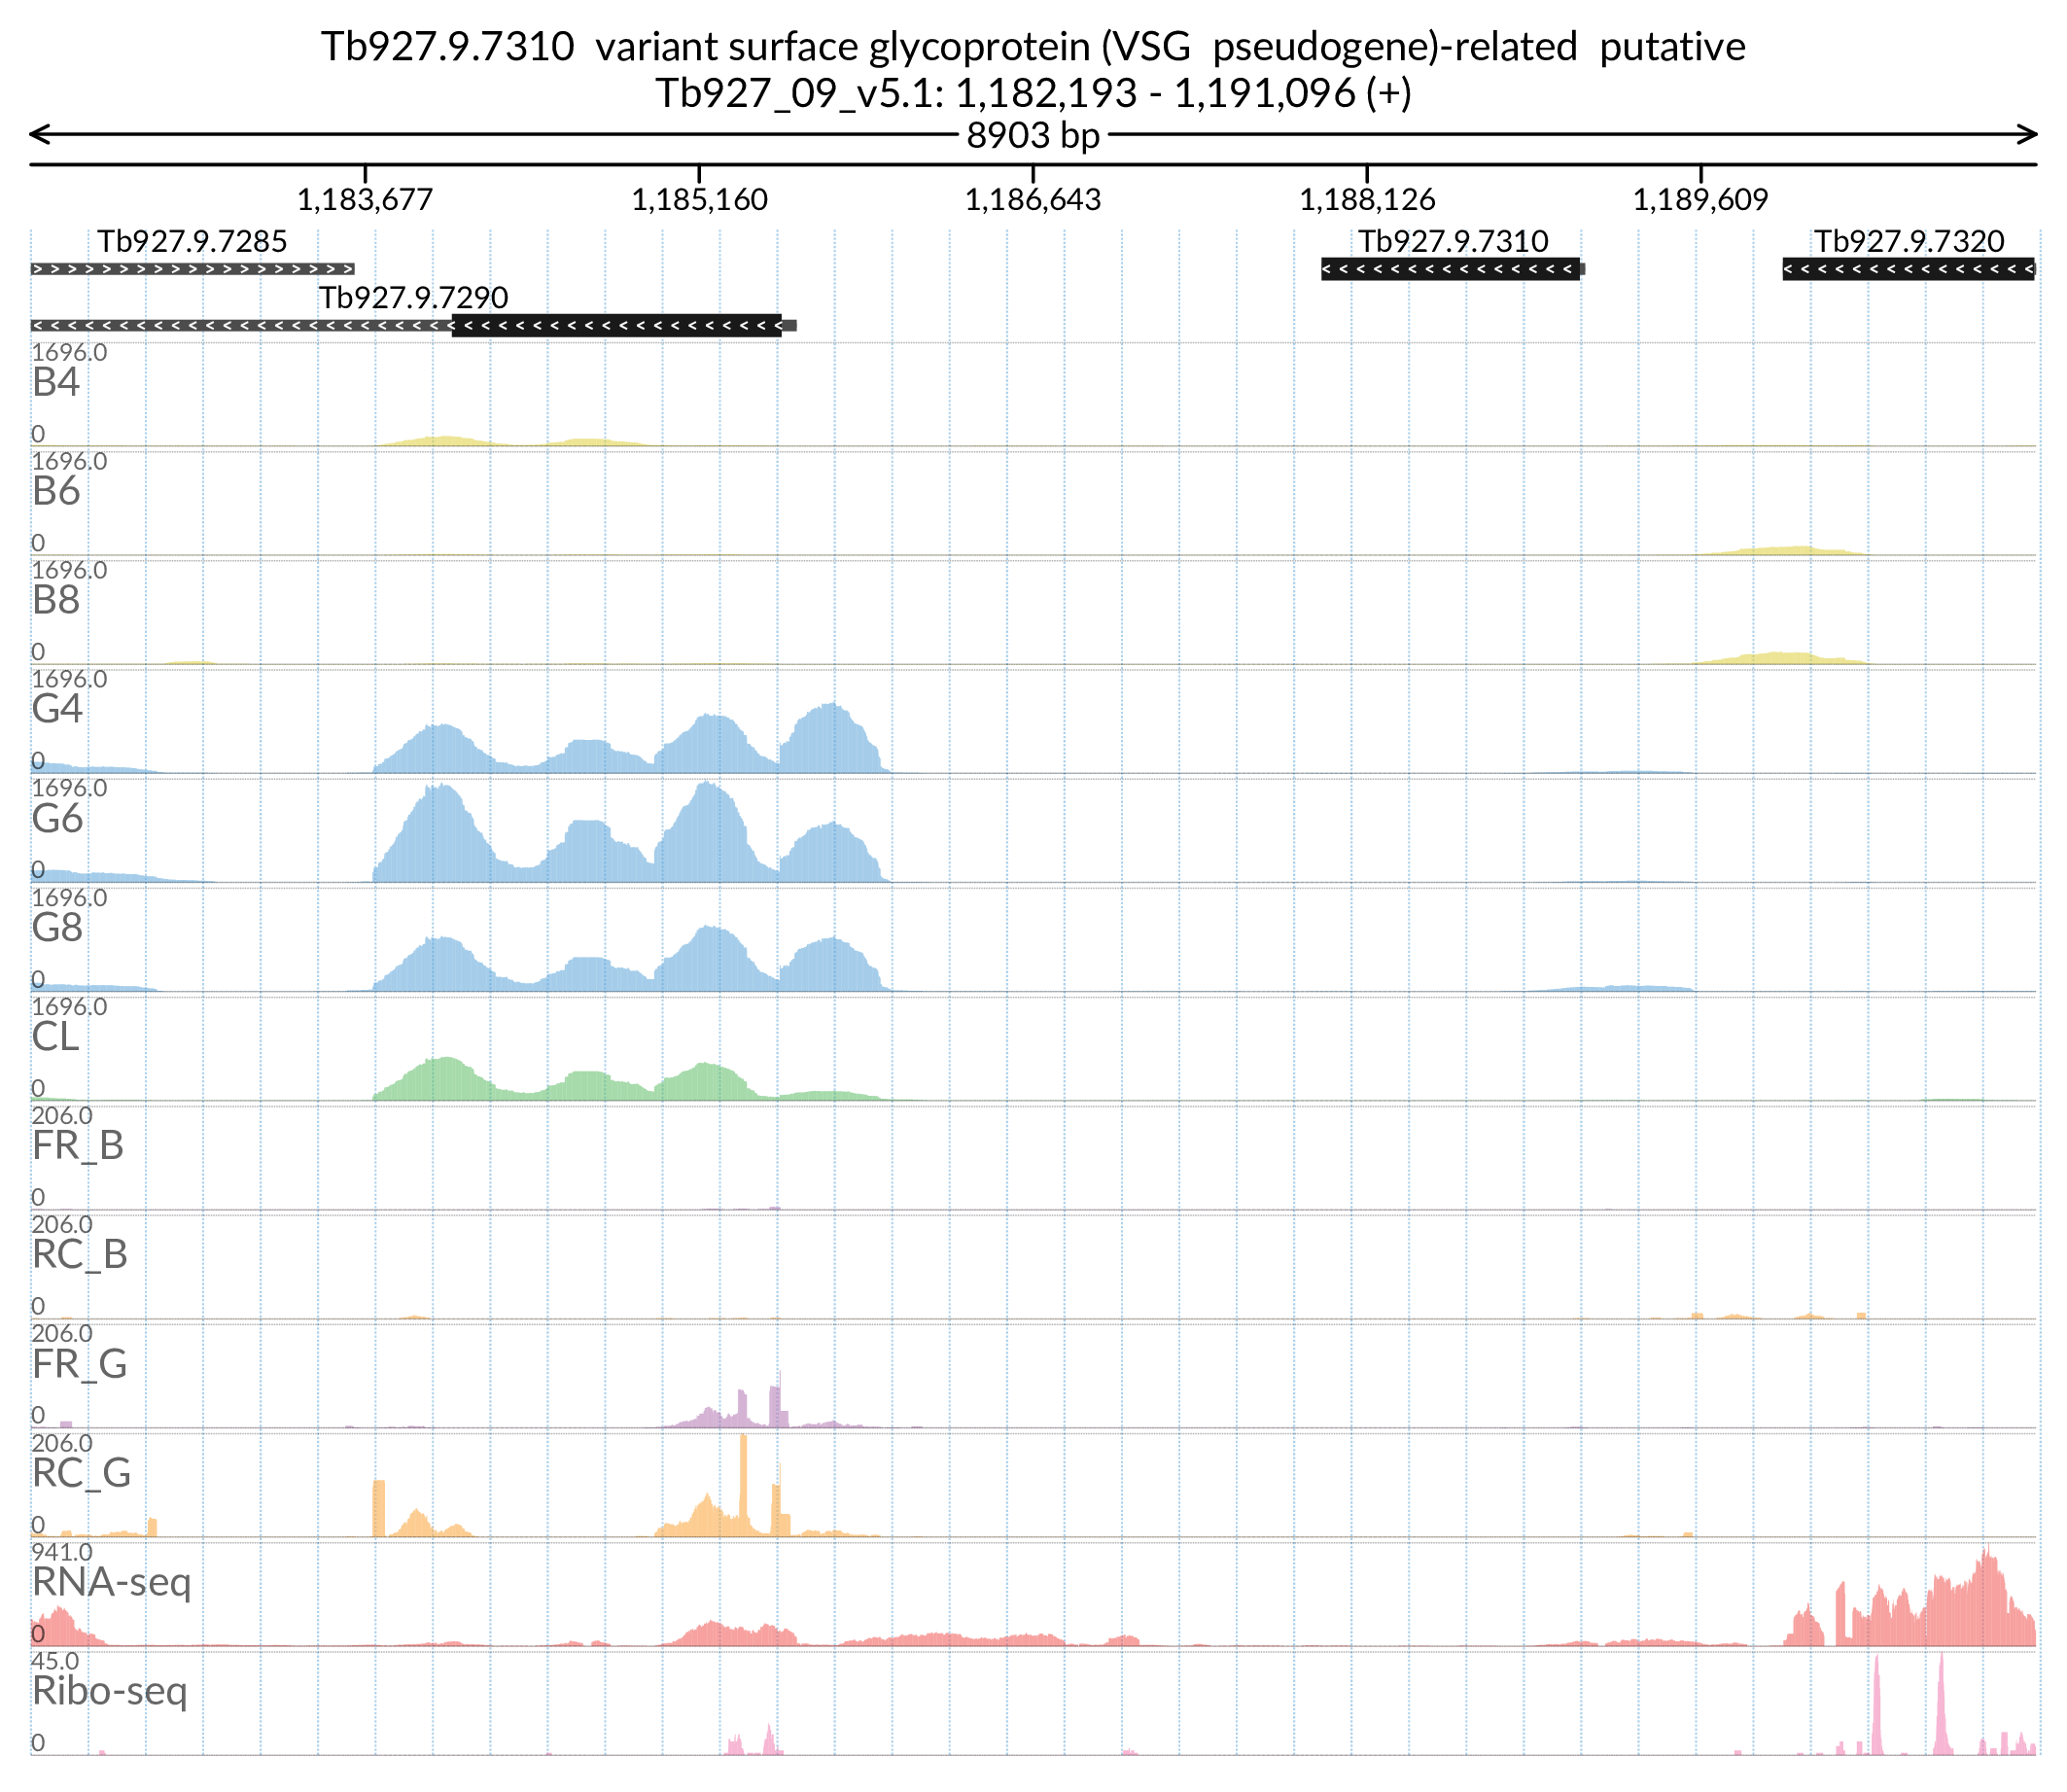 Tb927.9.7310 variant surface glycoprotein (VSG pseudogene)-related putative
Tb927_09_v5.1: 1,182,193 - 1,191,096 (+)
8903 bp
1,183,677 1,185,160 1,186,643 1,188,126 1,189,609
Tb927.9.7285 Tb927.9.7310 Tb927.9.7320
Tb927.9.7290
1696.0
B4
0
1696.0
B6
0
1696.0
B8
0
1696.0
G4
0
1696.0
G6
0
1696.0
G8
0
1696.0
CL
0
206.0
FR_B
0
206.0
RC_B
0
206.0
FR_G
0
206.0
RC_G
0
941.0
RNA-seq
0
45.0
Ribo-seq
0